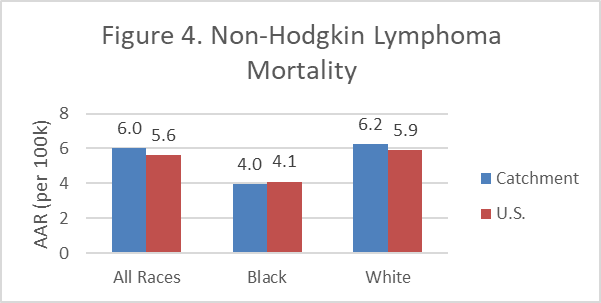 Figure 4. Non-Hodgkin Lymphoma
Mortality
AAR (per 100k)
8
6
4
2
0
6.0
5.6
4.0
4.1
6.2
5.9
All Races
Black
White
Catchment
U.S.